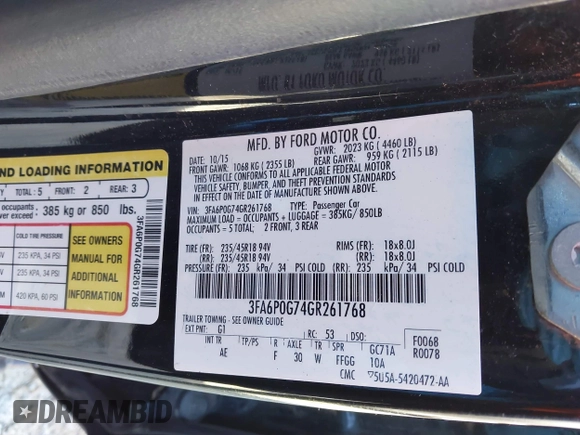 MFD. BY FORD MOTOR CO.
DATE: 10/15 GVWR: 2023 KG ( 4460 LB)
FRONT GAWR: 1068 KG ( 2355 LB) REAR GAWR: 959 KG ( 2115 LB)
THIS VEHICLE CONFORMS TO ALL APPLICABLE FEDERAL MOTOR
VEHICLE SAFETY, BUMPER, AND THEFT PREVENTION STANDARDS
IN EFFECT ON THE DATE OF MANUFACTURE SHOWN ABOVE.
VIN: 3FA6P0G74GR261768 TYPE: Passenger Car
MAXIMUM LOAD = OCCUPANTS + LUGGAGE = 385KG/ 850LB
OCCUPANTS = 5 TOTAL: 2 FRONT, 3 REAR
TIRE (FR): 235/45R18 94V RIMS (FR): 18x8.0J
(RR): 235/45R18 94V (RR): 18x8.0J
PRESSURE (FR): 235 kPa/ 34 PSI COLD (RR): 235 kPa/ 34 PSI COLD
3FA6P0G74GR261768
TRAILER TOWING - SEE OWNER GUIDE
EXT PNT: G1 RC: 53 DSO: F0068
INT TR TP/PS R AXLE TR SPR GC71A R0078
AE F 30 W FFGG 10A
CMC 5U5A-5420472-AA
ND LOADING INFORMATION
Y TOTAL : 5 FRONT: 2 REAR: 3
occupants
ver exceed - 385 kg or 850 lbs.
COLD TIRE PRESSURE
235 KPA, 34 PSI
235 KPA, 34 PSI
420 KPA, 60 PSI
SEE OWNERS
MANUAL FOR
ADDITIONAL
INFORMATION
3FA6P0G74GR261768
DREAMBID